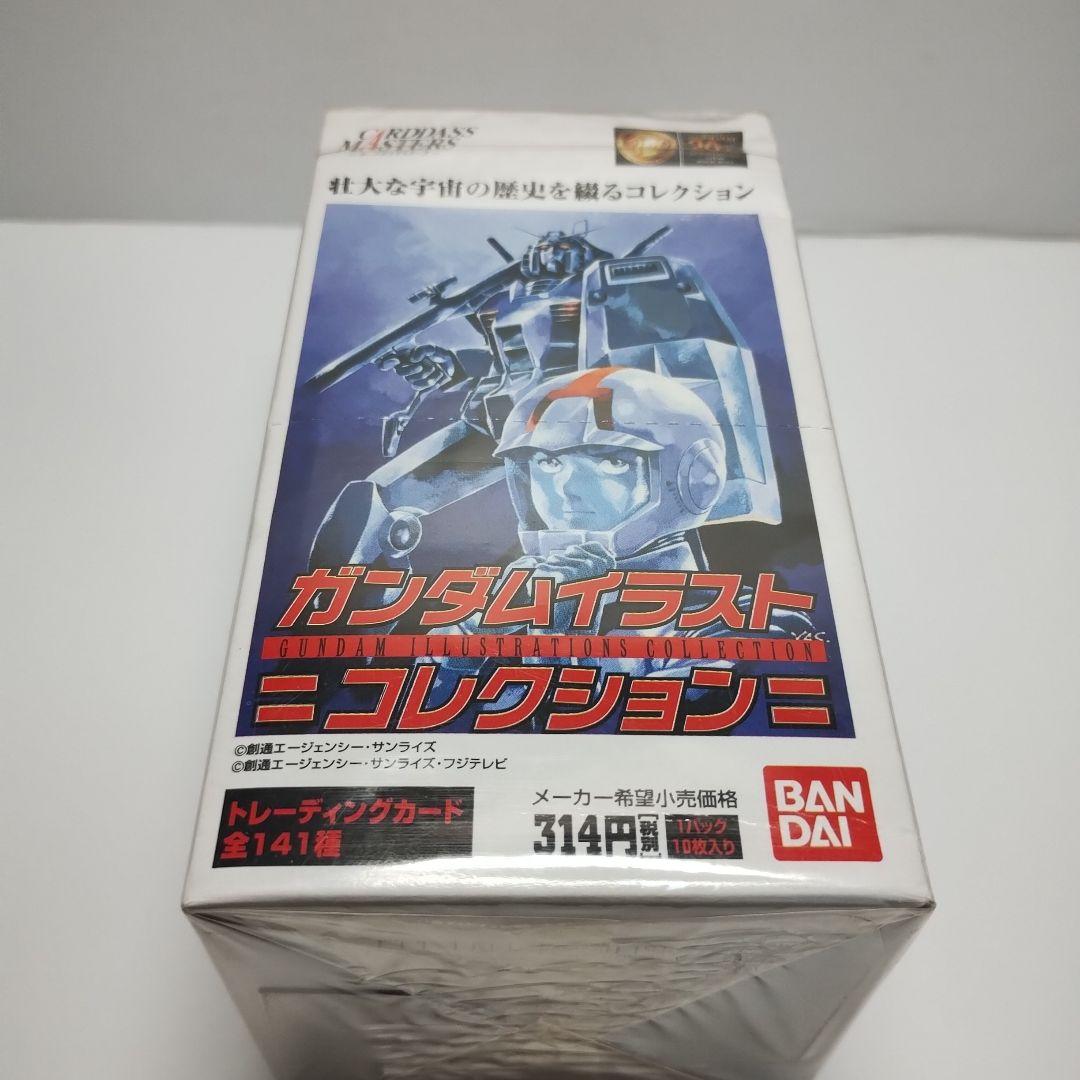 CARDDASS
MASTERS
壮大な宇宙の歴史を綴るコレクション
ガンダムイラスト
YAS.
GUNDAM ILLUSTRATIONS COLLECTION
=コレクション=
©創通エージェンシー・サンライズ
©創通エージェンシー・サンライズ・フジテレビ
トレーディングカード
全141種
メーカー希望小売価格
314円[税別]
1パック
10枚入り
BAN
DAI